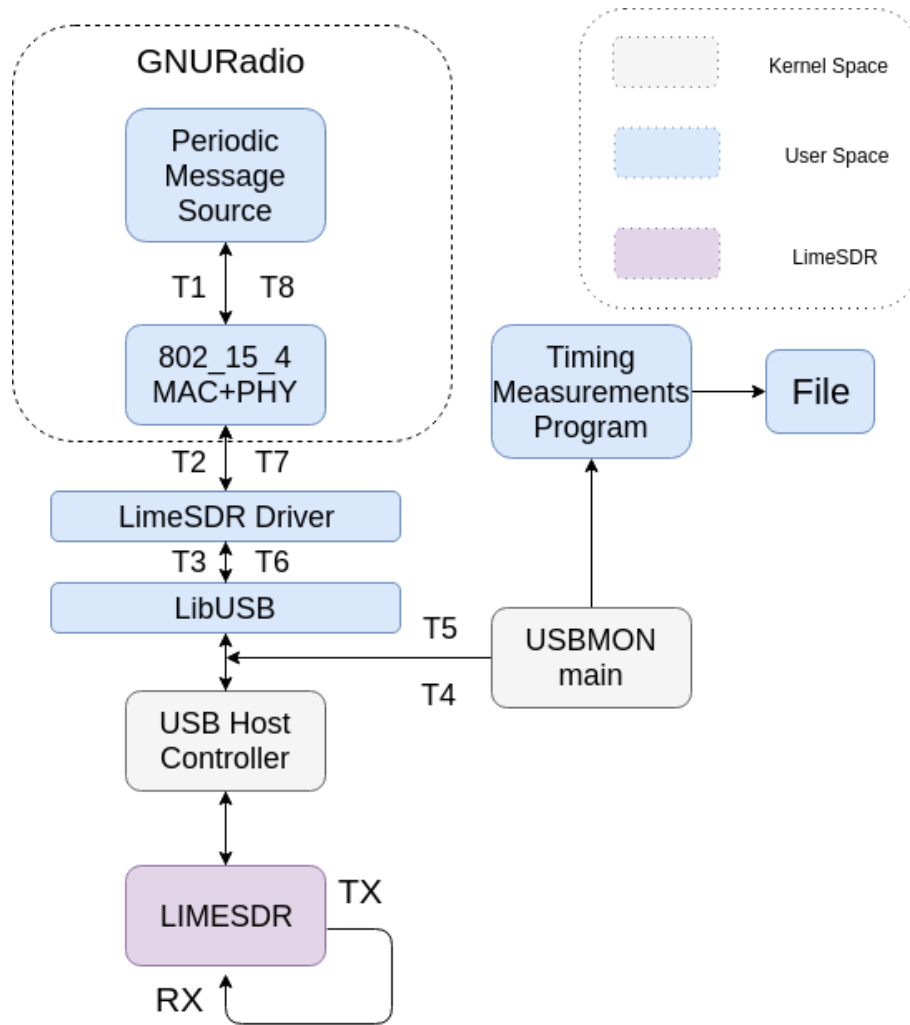 GNURadio
Periodic
Message
Source
T1 T8
802_15_4
MAC+PHY
T2 T7
LimeSDR Driver
T3 T6
LibUSB
T5
T4
USB Host
Controller
LIMESDR
TX
RX
Kernel Space
User Space
LimeSDR
Timing
Measurements
Program
File
USBMON
main